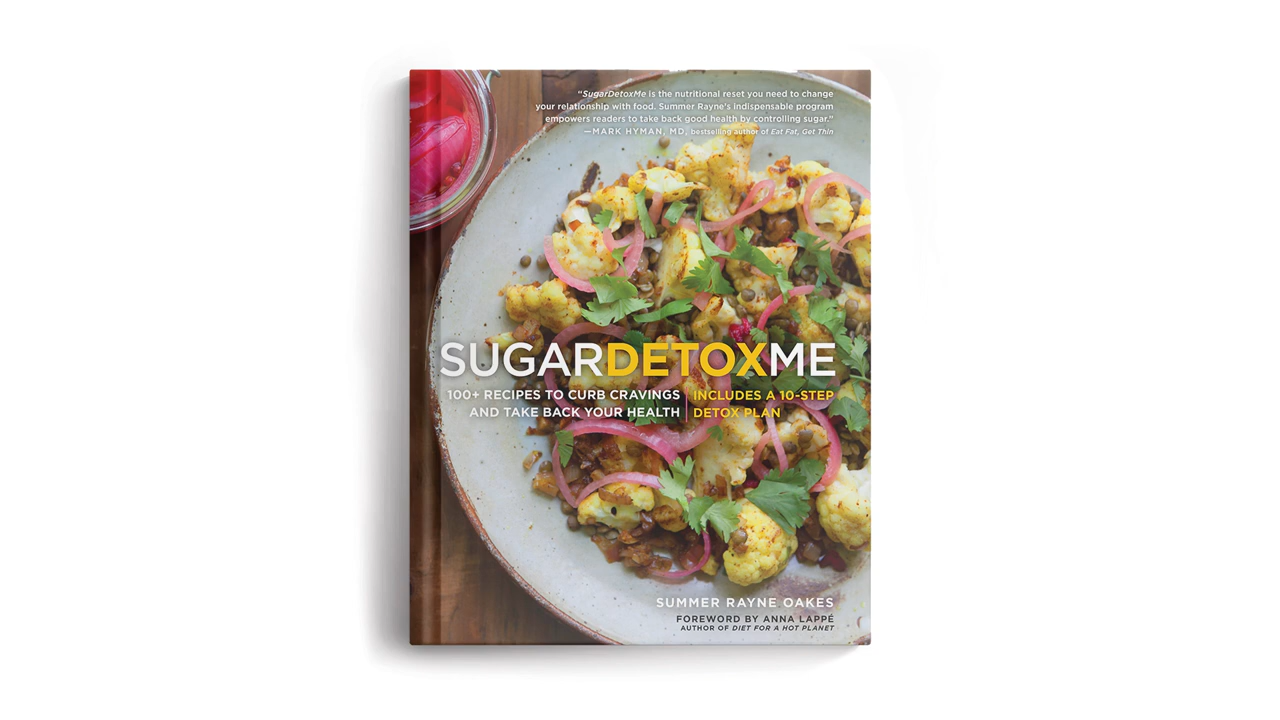 “SugarDetoxMe is the nutritional reset you need to change
your relationship with food. Summer Rayne’s indispensable program
empowers readers to take back good health by controlling sugar.”
—MARK HYMAN, MD, bestselling author of Eat Fat, Get Thin
SUGARDETOXME
100+ RECIPES TO CURB CRAVINGS
AND TAKE BACK YOUR HEALTH
INCLUDES A 10-STEP
DETOX PLAN
SUMMER RAYNE OAKES
FOREWORD BY ANNA LAPPÉ
AUTHOR OF DIET FOR A HOT PLANET